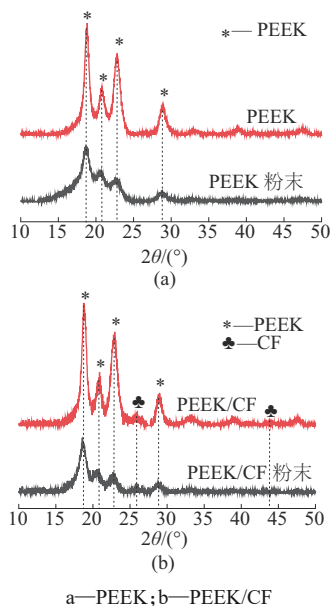 *
*—PEEK
*
*
*
PEEK
PEEK 粉末
10 15 20 25 30 35 40 45 50
2θ/(°)
(a)
*
*—PEEK
♣—CF
*
*
♣
*
PEEK/CF
♣
PEEK/CF 粉末
10 15 20 25 30 35 40 45 50
2θ/(°)
(b)
a—PEEK;b—PEEK/CF